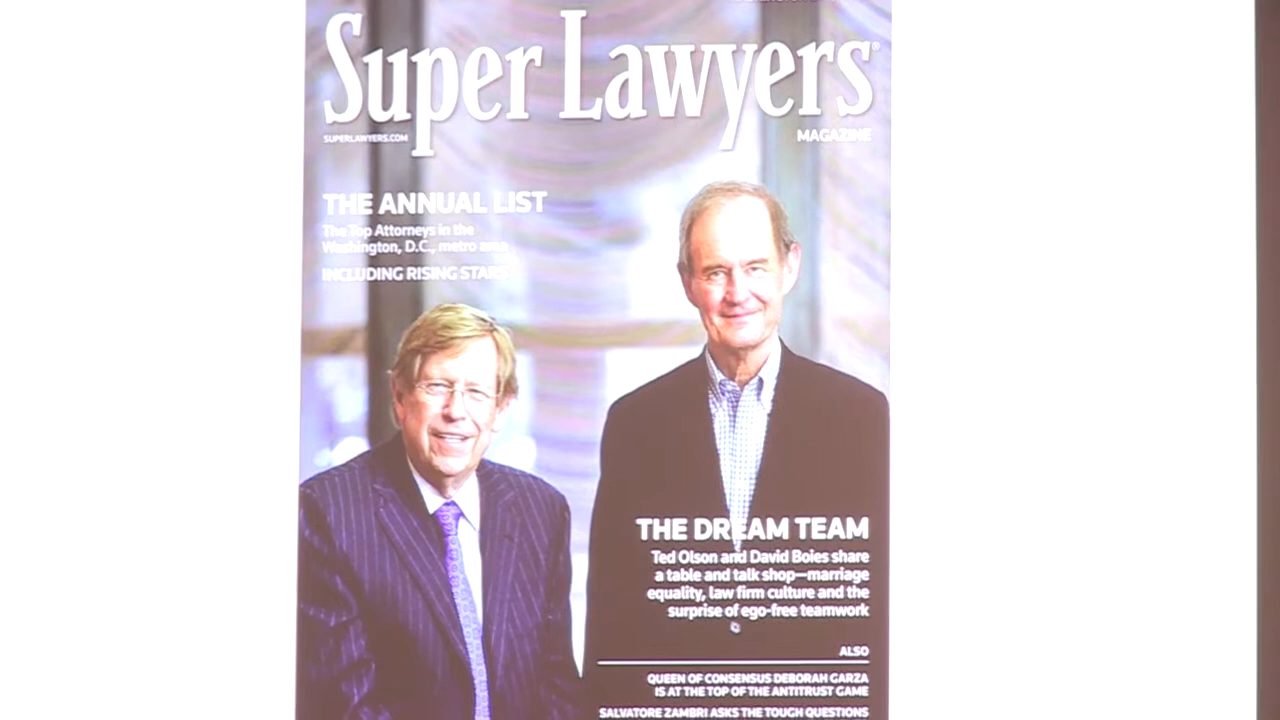 Super Lawyers®
SUPERLAWYERS.COM
MAGAZINE
THE ANNUAL LIST
The Top Attorneys in the
Washington, D.C., metro area
INCLUDING RISING STARS
THE DREAM TEAM
Ted Olson and David Boies share
a table and talk shop—marriage
equality, law firm culture and the
surprise of ego-free teamwork
ALSO
QUEEN OF CONSENSUS DEBORAH GARZA
IS AT THE TOP OF THE ANTITRUST GAME
SALVATORE ZAMBRI ASKS THE TOUGH QUESTIONS